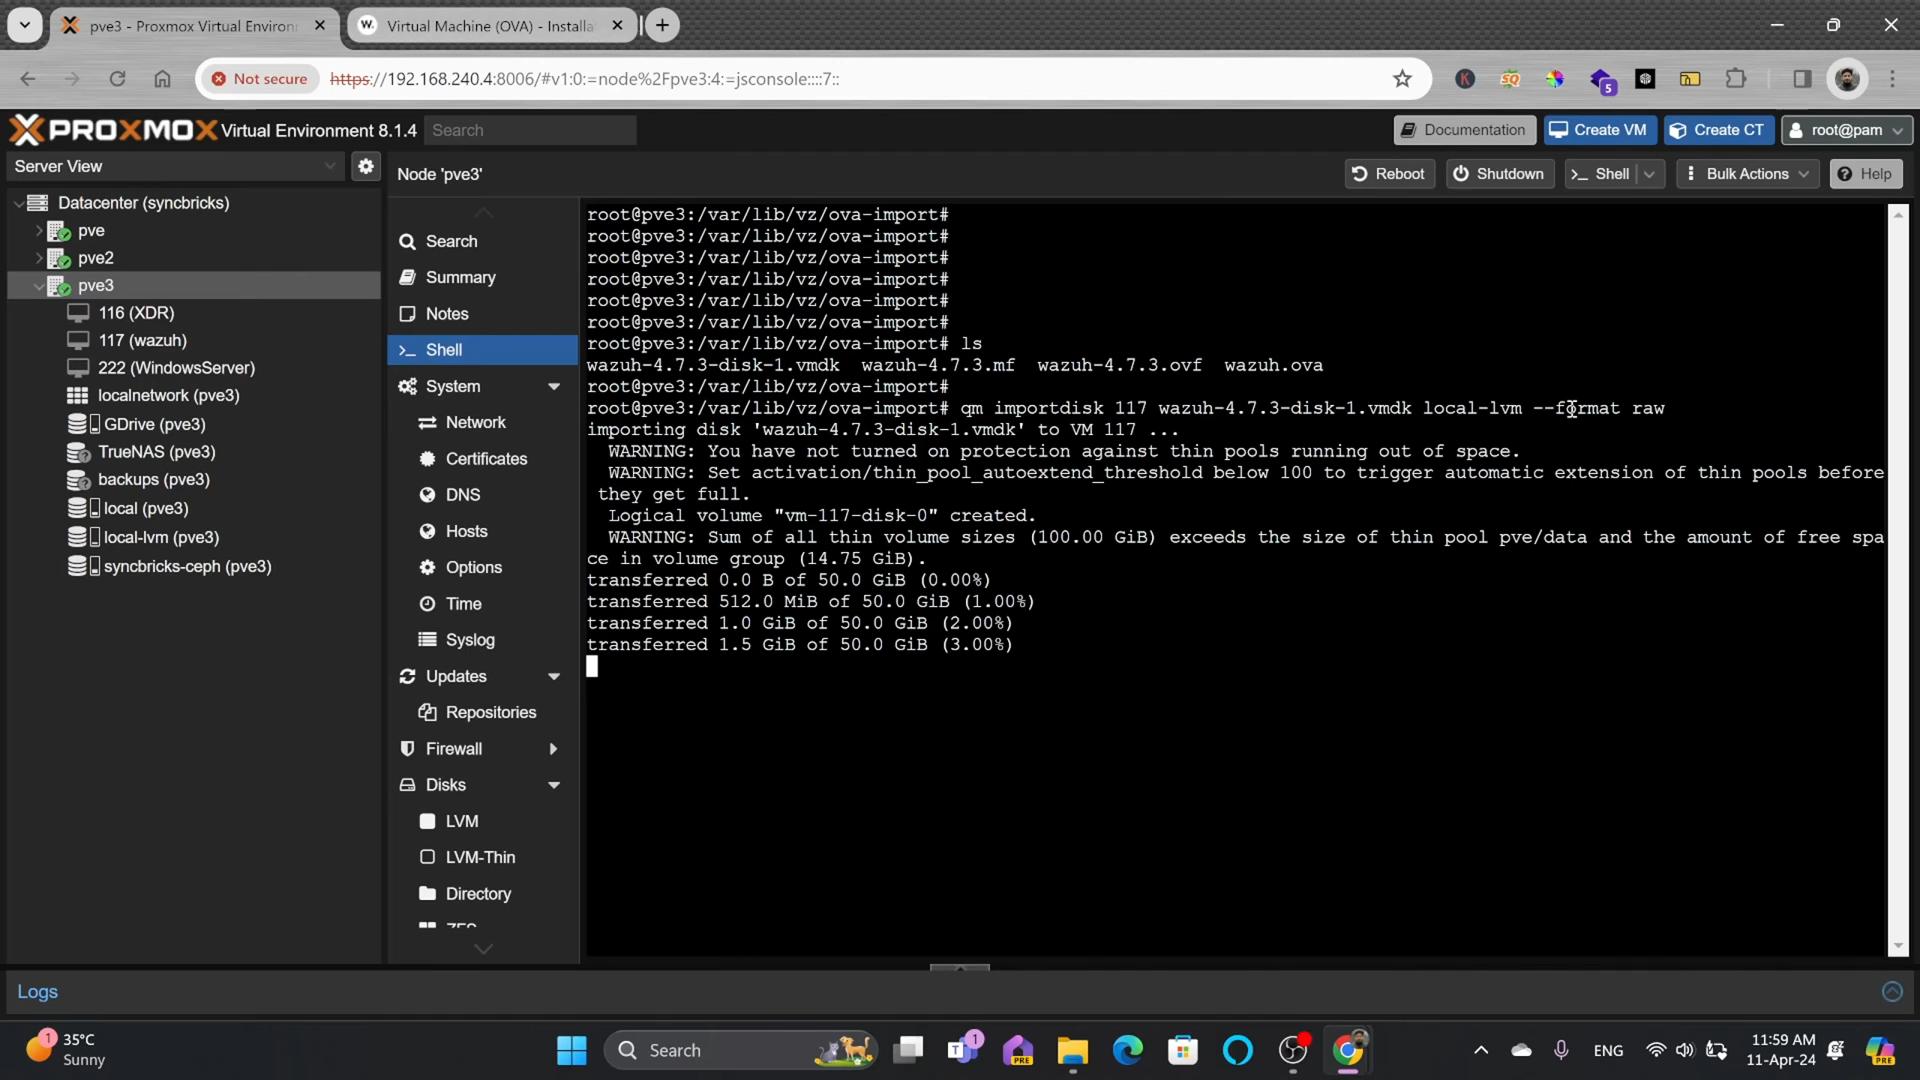 pve3 - Proxmox Virtual Environ
Virtual Machine (OVA) - Installa
Not secure
https://192.168.240.4:8006/#v1:0:=node%2Fpve3:4:=jsconsole::::7::
5
PROXMOX Virtual Environment 8.1.4
Search
Documentation
Create VM
Create CT
root@pam
Server View
Node 'pve3'
Reboot
Shutdown
Shell
Bulk Actions
Help
Datacenter (syncbricks)
pve
pve2
pve3
116 (XDR)
117 (wazuh)
222 (WindowsServer)
localnetwork (pve3)
GDrive (pve3)
TrueNAS (pve3)
backups (pve3)
local (pve3)
local-lvm (pve3)
syncbricks-ceph (pve3)
Search
Summary
Notes
Shell
System
Network
Certificates
DNS
Hosts
Options
Time
Syslog
Updates
Repositories
Firewall
Disks
LVM
LVM-Thin
Directory
root@pve3:/var/lib/vz/ova-import#
root@pve3:/var/lib/vz/ova-import#
root@pve3:/var/lib/vz/ova-import#
root@pve3:/var/lib/vz/ova-import#
root@pve3:/var/lib/vz/ova-import#
root@pve3:/var/lib/vz/ova-import#
root@pve3:/var/lib/vz/ova-import# ls
wazuh-4.7.3-disk-1.vmdk wazuh-4.7.3.mf wazuh-4.7.3.ovf wazuh.ova
root@pve3:/var/lib/vz/ova-import#
root@pve3:/var/lib/vz/ova-import# qm importdisk 117 wazuh-4.7.3-disk-1.vmdk local-lvm --format raw
importing disk 'wazuh-4.7.3-disk-1.vmdk' to VM 117 ...
WARNING: You have not turned on protection against thin pools running out of space.
WARNING: Set activation/thin_pool_autoextend_threshold below 100 to trigger automatic extension of thin pools before
they get full.
Logical volume "vm-117-disk-0" created.
WARNING: Sum of all thin volume sizes (100.00 GiB) exceeds the size of thin pool pve/data and the amount of free spa
ce in volume group (14.75 GiB).
transferred 0.0 B of 50.0 GiB (0.00%)
transferred 512.0 MiB of 50.0 GiB (1.00%)
transferred 1.0 GiB of 50.0 GiB (2.00%)
transferred 1.5 GiB of 50.0 GiB (3.00%)
Logs
1
35°C
Sunny
Search
1
PRE
ENG
11:59 AM
11-Apr-24
PRE